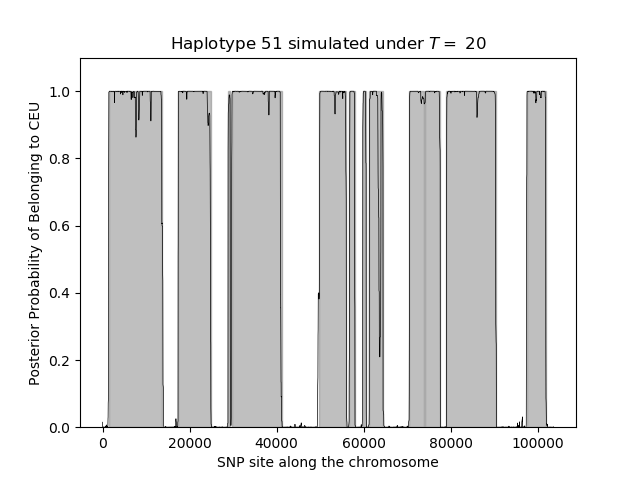 Haplotype 51 simulated under T = 20
Posterior Probability of Belonging to CEU
1.0
0.8
0.6
0.4
0.2
0.0
0 20000 40000 60000 80000 100000
SNP site along the chromosome